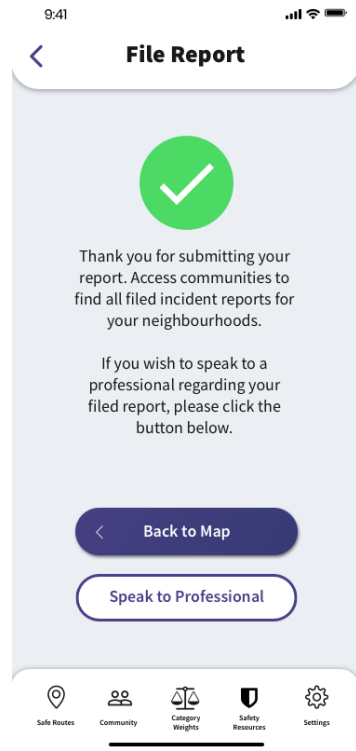 9:41
File Report
Thank you for submitting your
report. Access communities to
find all filed incident reports for
your neighbourhoods.
If you wish to speak to a
professional regarding your
filed report, please click the
button below.
Back to Map
Speak to Professional
Safe Routes
Community
Category
Weights
Safety
Resources
Settings